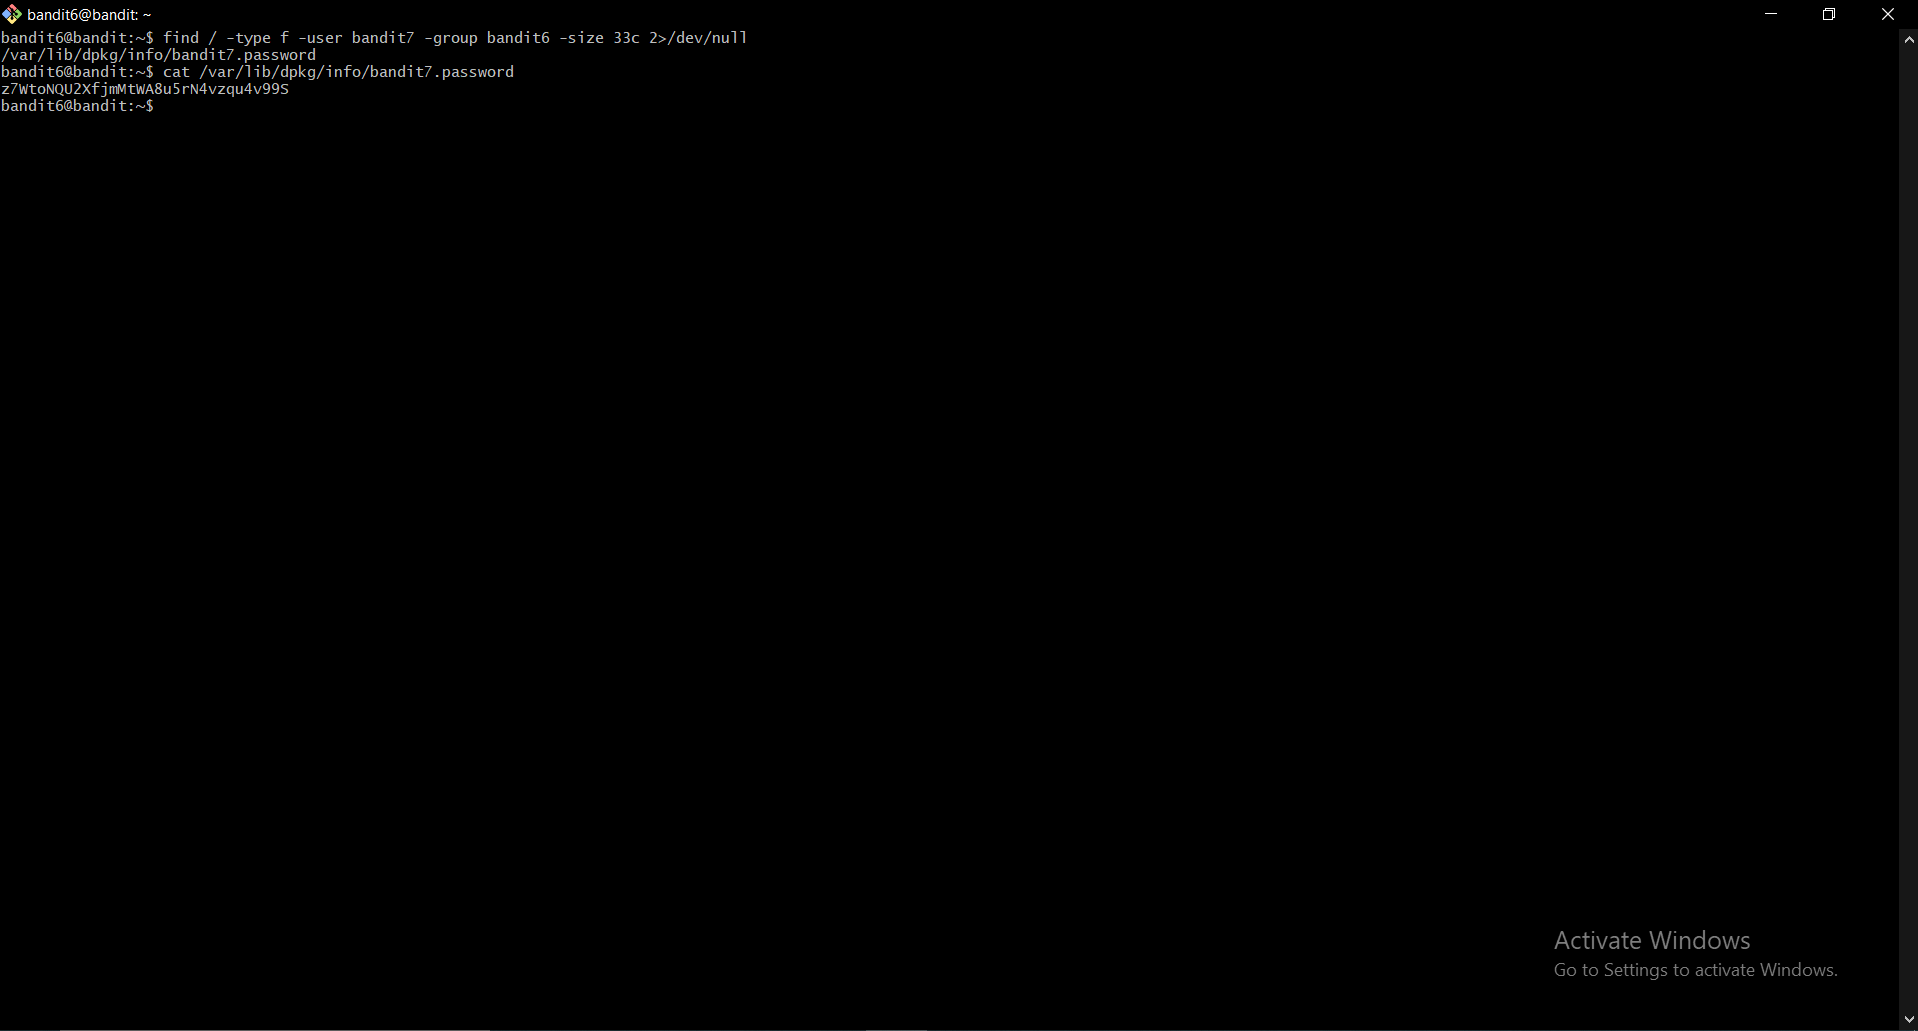 bandit6@bandit: ~
bandit6@bandit:~$ find / -type f -user bandit7 -group bandit6 -size 33c 2>/dev/null
/var/lib/dpkg/info/bandit7.password
bandit6@bandit:~$ cat /var/lib/dpkg/info/bandit7.password
z7WtoNQU2XfjmMtWA8u5rN4vzqu4v99S
bandit6@bandit:~$
Activate Windows
Go to Settings to activate Windows.